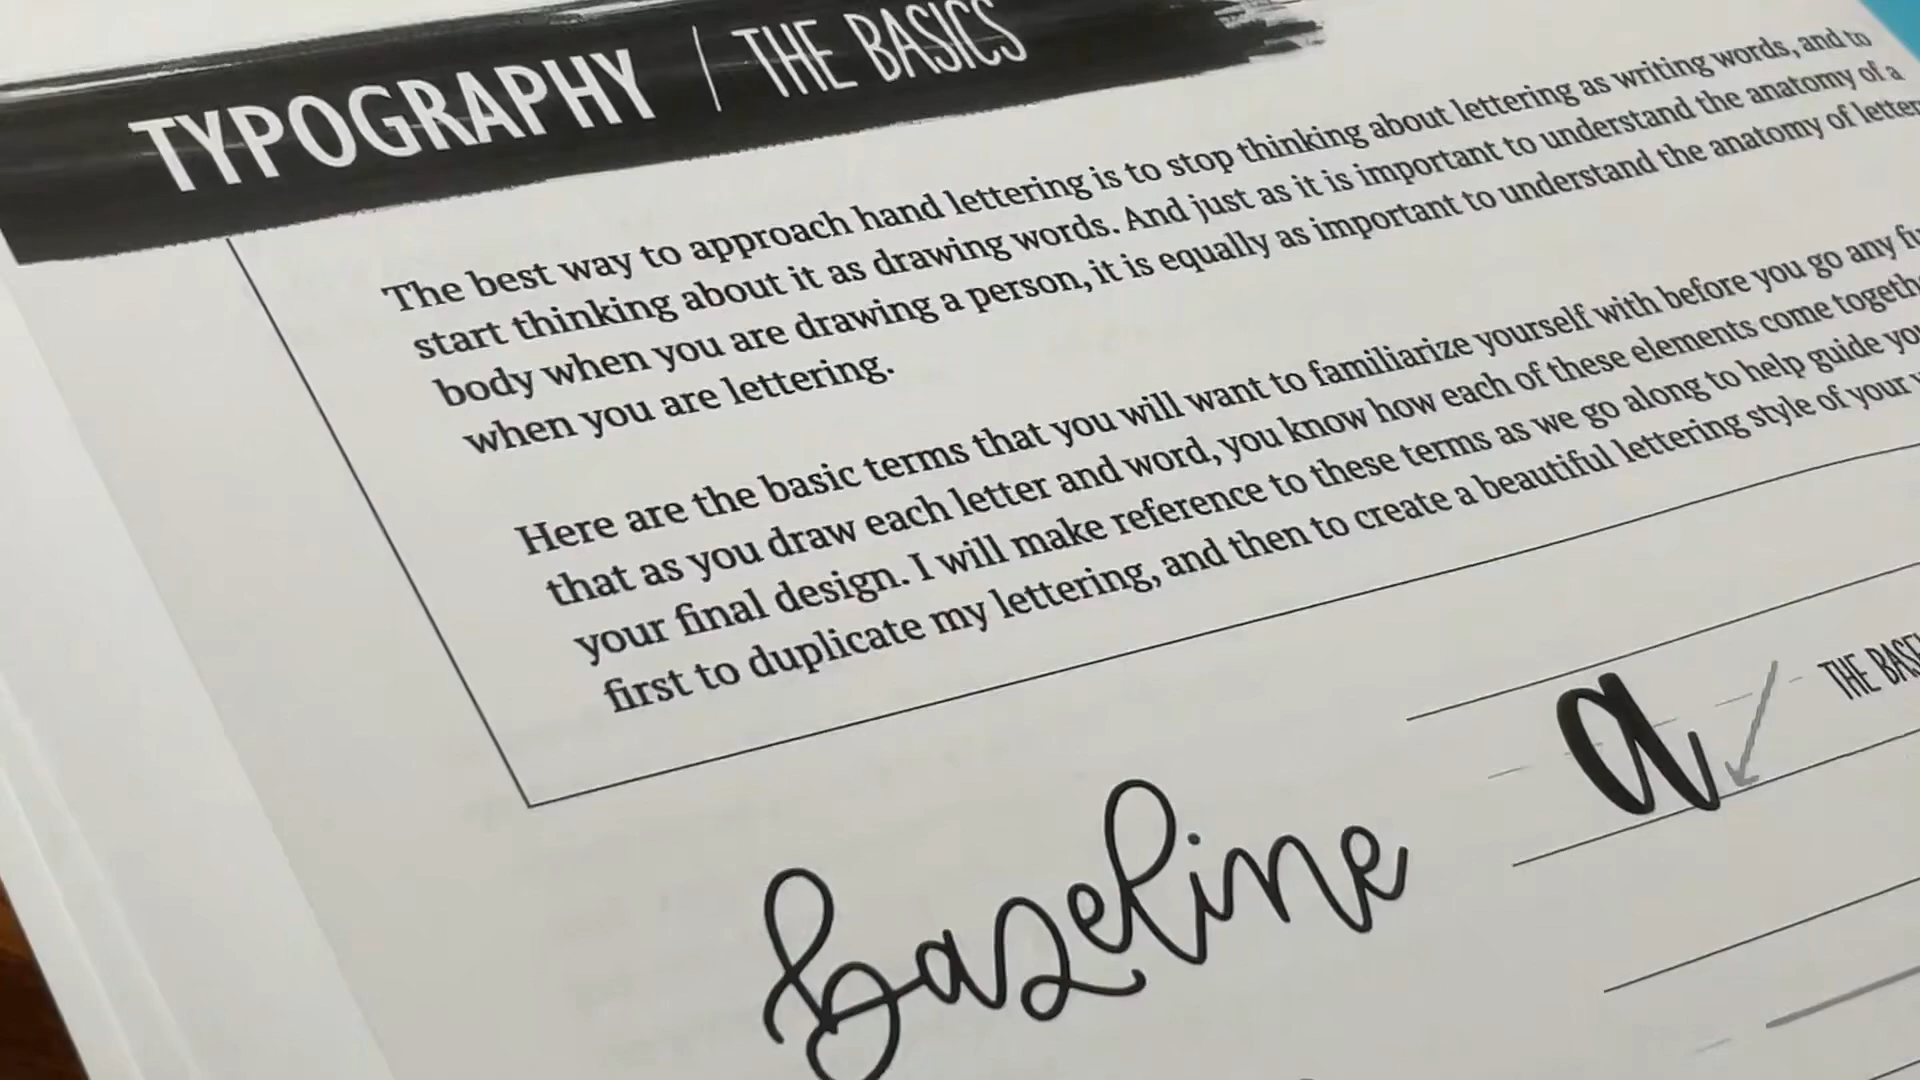 TYPOGRAPHY / THE BASICS
The best way to approach hand lettering is to stop thinking about lettering as writing words, and to
start thinking about it as drawing words. And just as it is important to understand the anatomy of a
body when you are drawing a person, it is equally as important to understand the anatomy of
when you are lettering.
Here are the basic terms that you will want to familiarize yourself with before you go any
that as you draw each letter and word, you know how each of these elements come
your final design. I will make reference to these terms as we go along to help guide
first to duplicate my lettering, and then to create a beautiful lettering style of your
baseline
a
THE